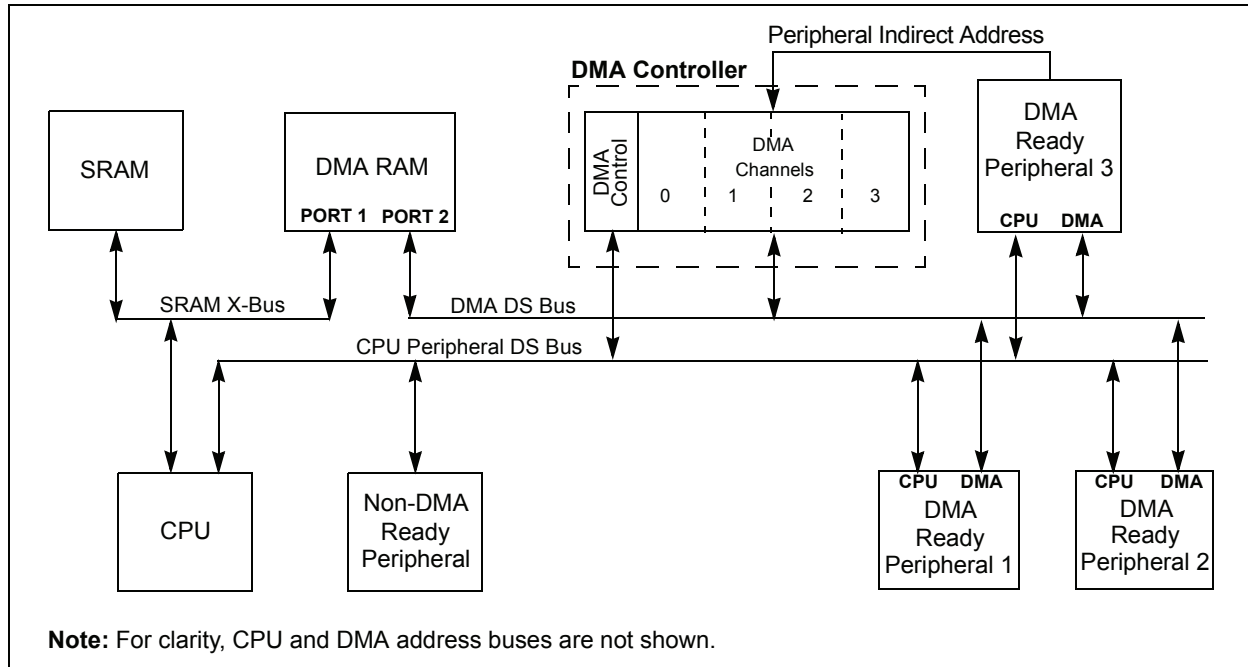 Peripheral Indirect Address
DMA Controller
SRAM
DMA RAM
PORT 1 PORT 2
DMA
Control
DMA
Channels
0 1 2 3
DMA
Ready
Peripheral 3
CPU DMA
SRAM X-Bus
DMA DS Bus
CPU Peripheral DS Bus
CPU
Non-DMA
Ready
Peripheral
CPU DMA
DMA
Ready
Peripheral 1
CPU DMA
DMA
Ready
Peripheral 2
Note: For clarity, CPU and DMA address buses are not shown.